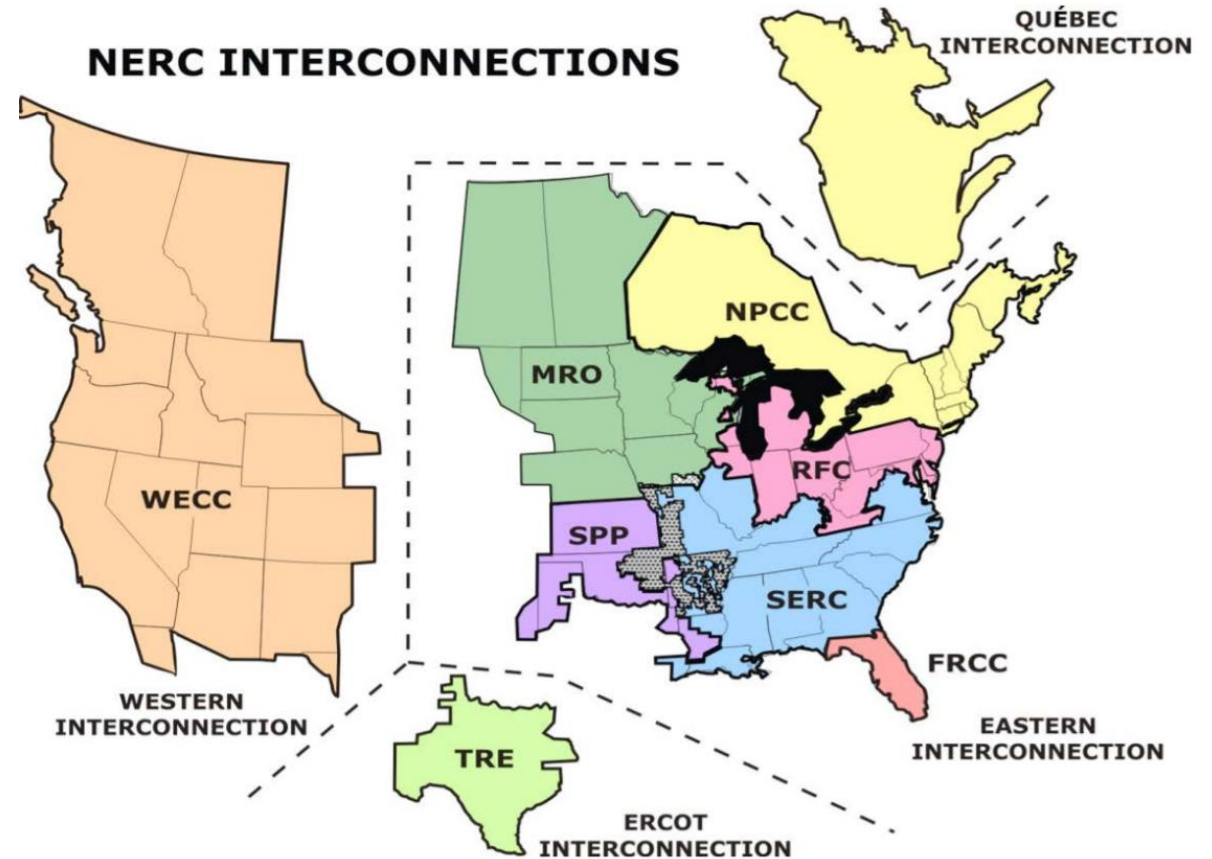 NERC INTERCONNECTIONS
QUÉBEC
INTERCONNECTION
NPCC
MRO
RFC
WECC
SPP
SERC
FRCC
WESTERN
INTERCONNECTION
EASTERN
INTERCONNECTION
TRE
ERCOT
INTERCONNECTION